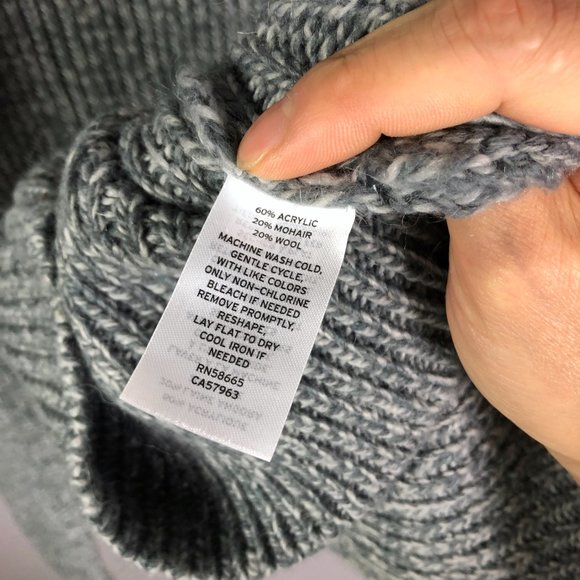 60% ACRYLIC
20% MOHAIR
20% WOOL
MACHINE WASH COLD,
GENTLE CYCLE,
WITH LIKE COLORS
ONLY NON-CHLORINE
BLEACH IF NEEDED
REMOVE PROMPTLY,
RESHAPE,
LAY FLAT TO DRY
COOL IRON IF
NEEDED
RN58665
CA57963